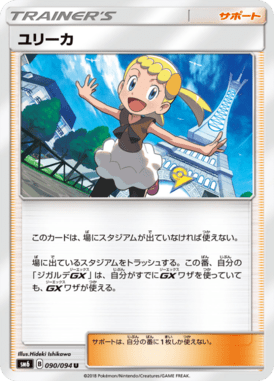 TRAINER'S
サポート
ユリーカ
このカードは、場にスタジアムが出ていなければ使えない。
場に出ているスタジアムをトラッシュする。この番、自分の「ジガルデGX」は、自分がすでにGXワザを使っていても、GXワザが使える。
Illus.Hideki Ishikawa
SM6 090/094 U
サポートは、自分の番に1枚しか使えない。
©2018 Pokémon/Nintendo/Creatures/GAME FREAK.